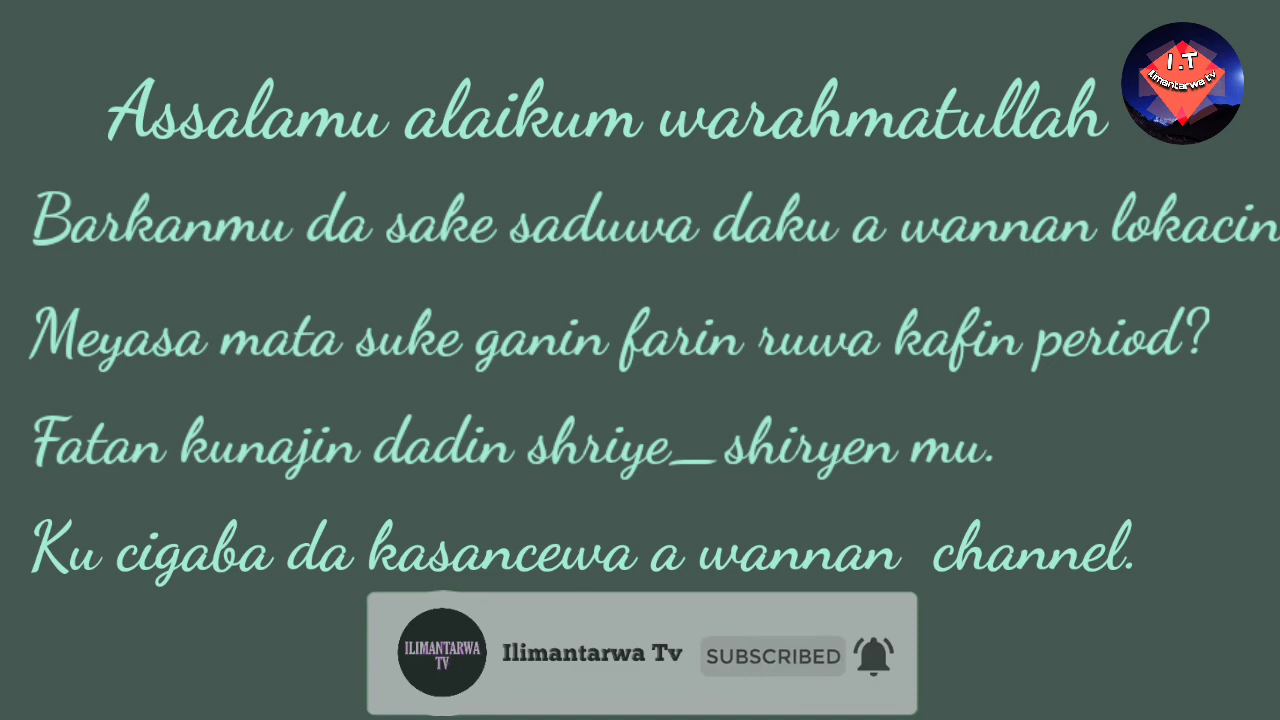 Assalamu alaikum warahmatullah
I.T
ilimantarwa tv
Barkanmu da sake saduwa daku a wannan lokacin
Meyasa mata suke ganin farin ruwa kafin period?
Fatan kunajin dadin shriye_shiryen mu.
Ku cigaba da kasancewa a wannan channel.
ILIMANTARWA
TV
Ilimantarwa Tv
SUBSCRIBED